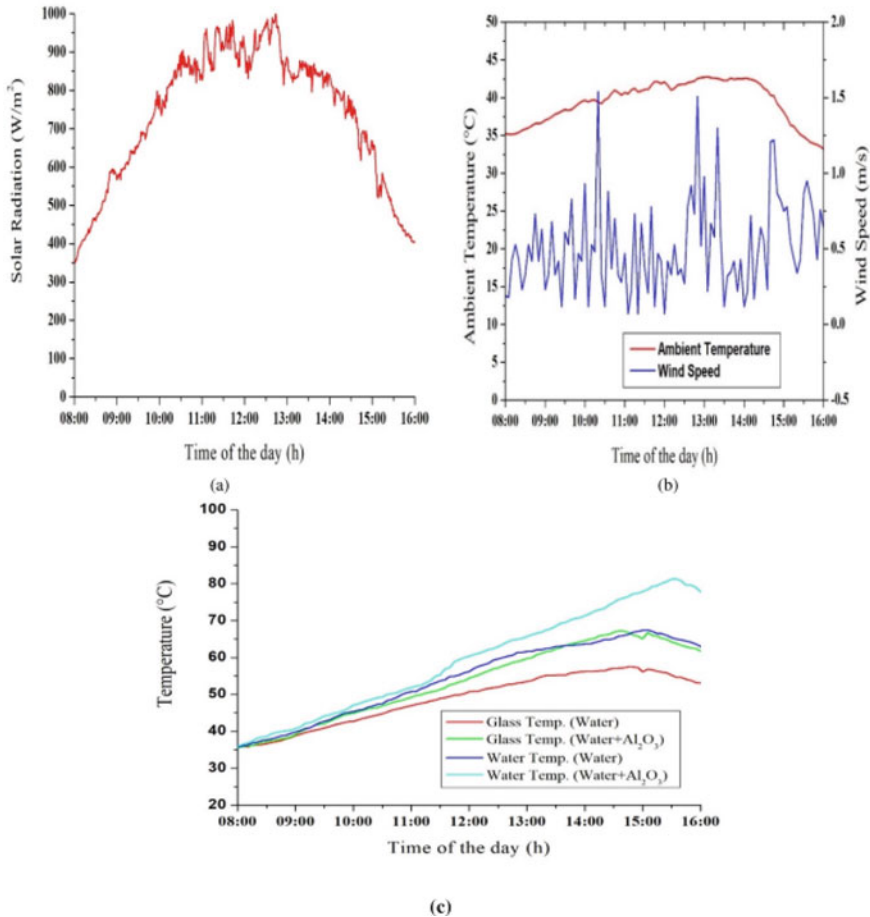 1000
900
800
700
600
500
400
300
200
100
0
Solar Radiation (W/m²)
08:00 09:00 10:00 11:00 12:00 13:00 14:00 15:00 16:00
Time of the day (h)
(a)
50
45
40
35
30
25
20
15
10
5
0
Ambient Temperature (°C)
2.0
1.5
1.0
0.5
0.0
-0.5
Wind Speed (m/s)
Ambient Temperature
Wind Speed
08:00 09:00 10:00 11:00 12:00 13:00 14:00 15:00 16:00
Time of the day (h)
(b)
100
90
80
70
60
50
40
30
20
Temperature (°C)
Glass Temp. (Water)
Glass Temp. (Water+Al₂O₃)
Water Temp. (Water)
Water Temp. (Water+Al₂O₃)
08:00 09:00 10:00 11:00 12:00 13:00 14:00 15:00 16:00
Time of the day (h)
(c)